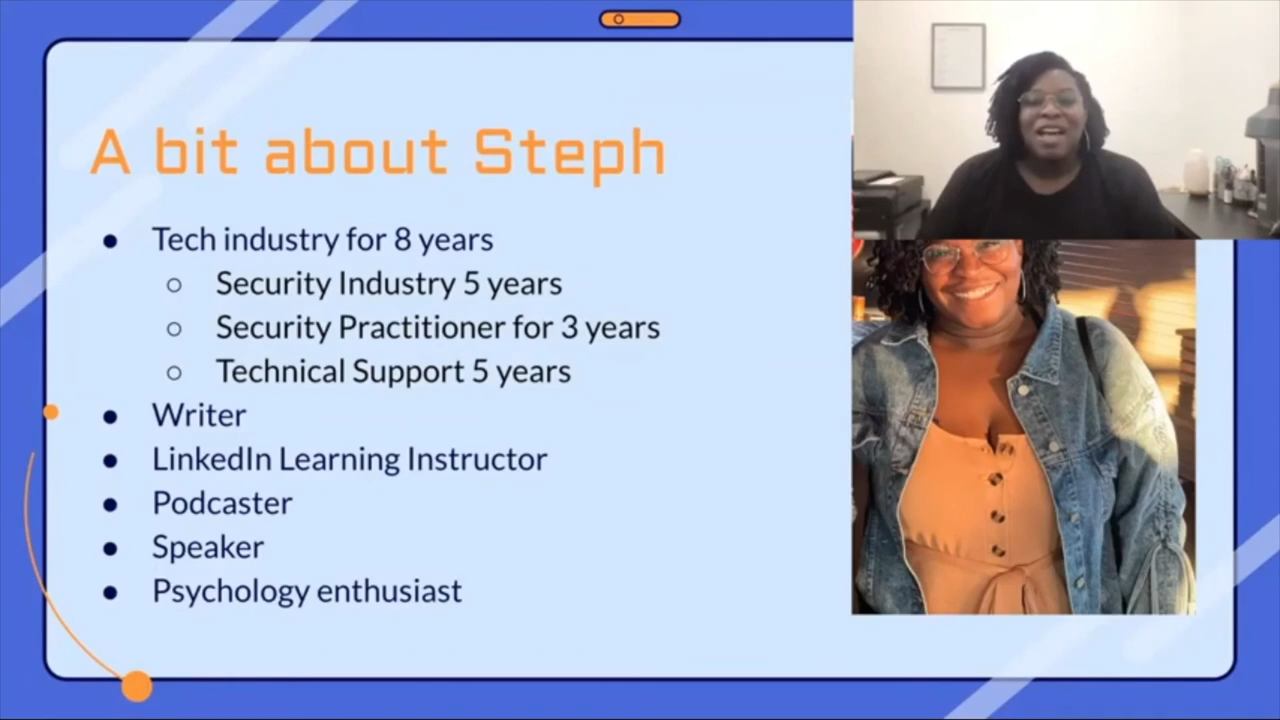 A bit about Steph
● Tech industry for 8 years
○ Security Industry 5 years
○ Security Practitioner for 3 years
○ Technical Support 5 years
● Writer
● LinkedIn Learning Instructor
● Podcaster
● Speaker
● Psychology enthusiast